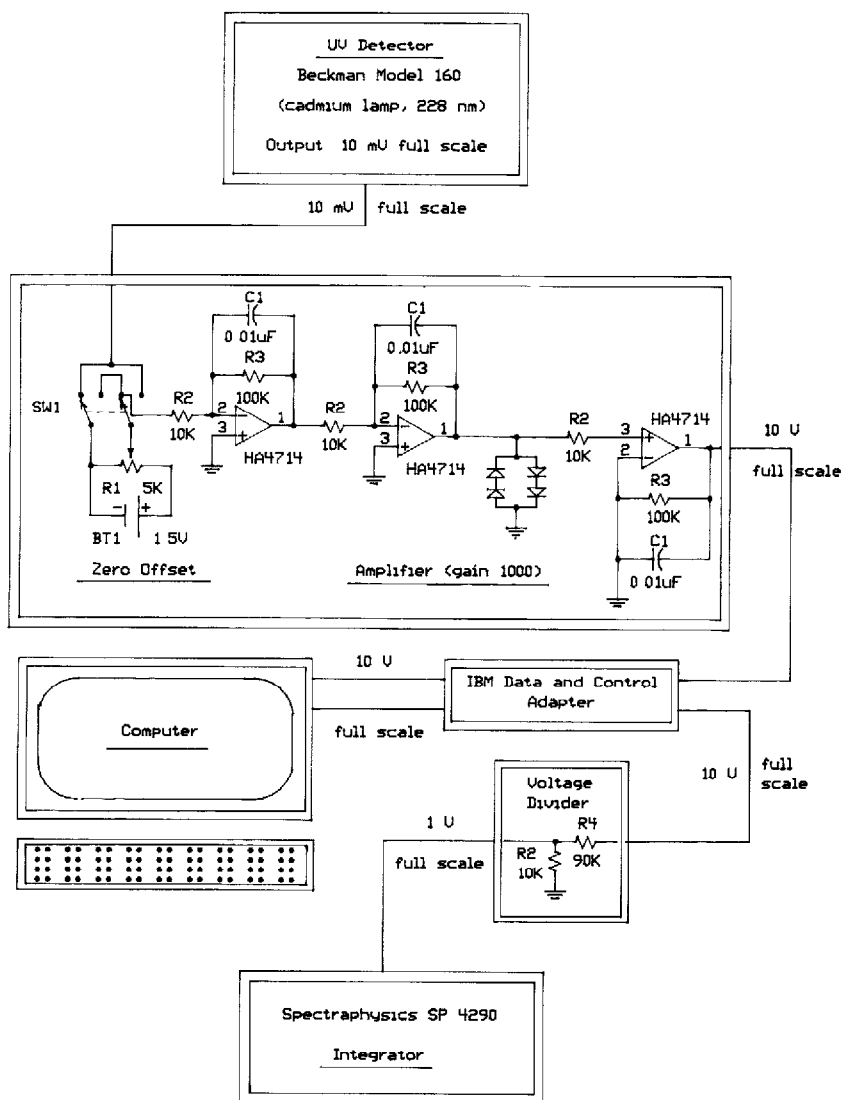 UV Detector
Beckman Model 160
(cadmium lamp, 228 nm)
Output 10 mV full scale
10 mV full scale
C1
0 01uF
R3
100K
SW1
R2
10K
2
3
1
HA4714
R1 5K
BT1 1 5V
- +
Zero Offset
C1
0.01uF
R3
100K
R2
10K
2
3
1
HA4714
Amplifier (gain 1000)
R2
10K
3
2
1
HA4714
R3
100K
C1
0 01uF
10 V
full
scale
10 V
full scale
Computer
IBM Data and Control
Adapter
10 V
full
scale
Voltage
Divider
R4
90K
R2
10K
1 V
full scale
Spectraphysics SP 4290
Integrator